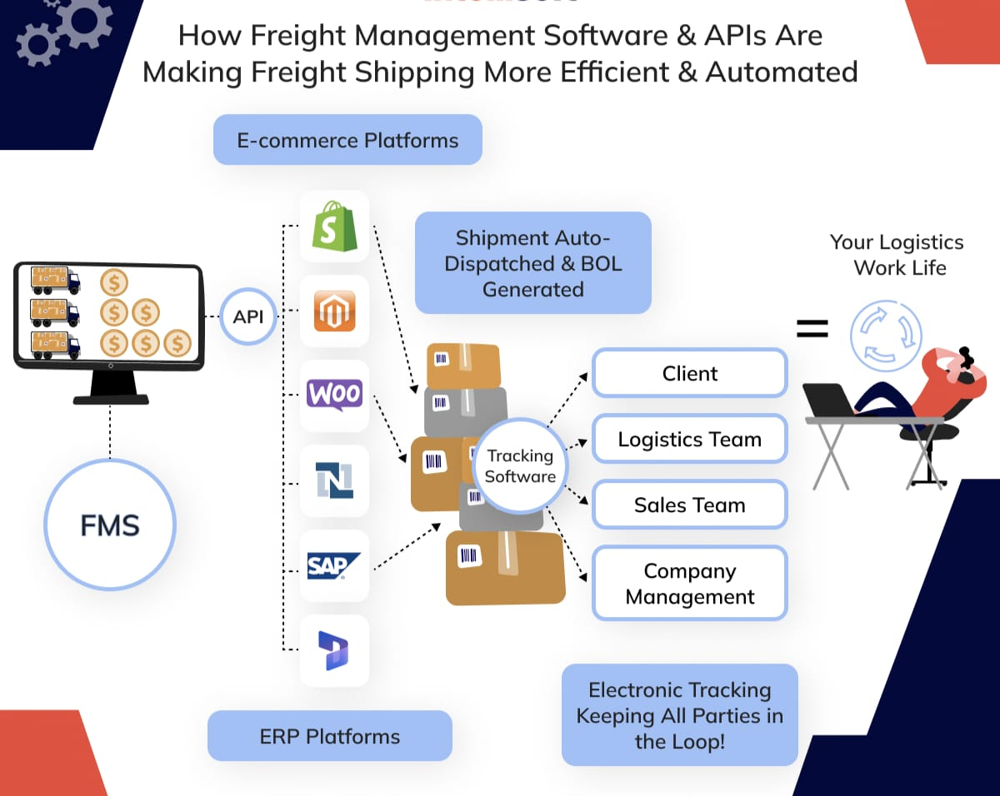 How Freight Management Software & APIs Are
Making Freight Shipping More Efficient & Automated
E-commerce Platforms
S
Shipment Auto-
Dispatched & BOL
Generated
Your Logistics
Work Life
$
$ $
$ $ $
API
=
Client
WOO
Logistics Team
Tracking
Software
N
Sales Team
FMS
SAP
Company
Management
Electronic Tracking
Keeping All Parties in
the Loop!
ERP Platforms